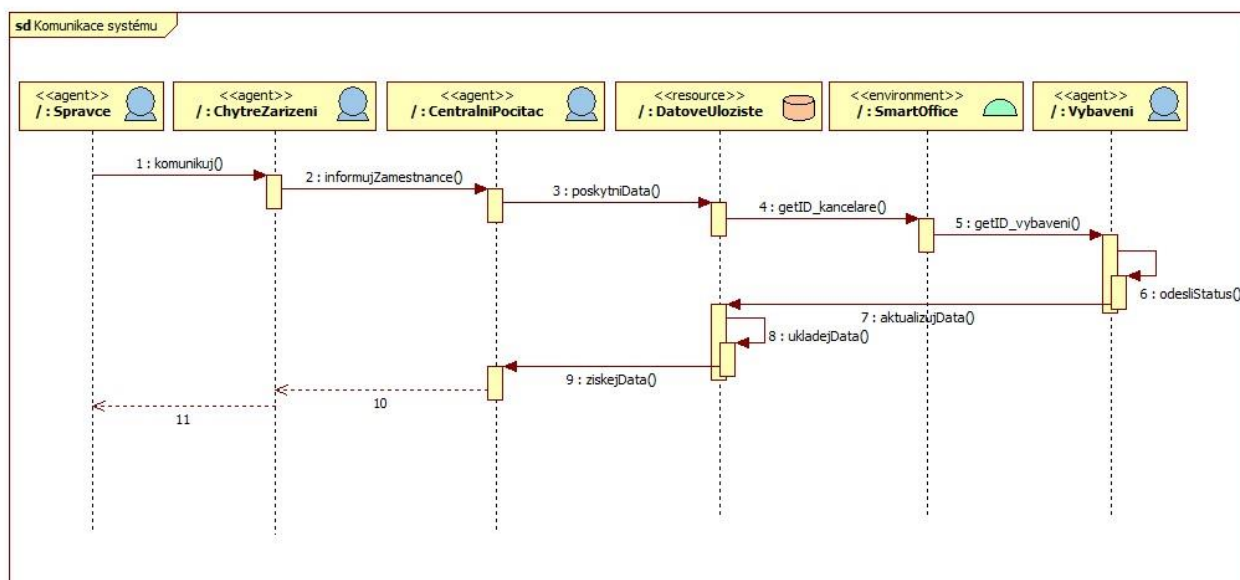 sd Komunikace systému
<<agent>>
/ : Spravce
<<agent>>
/ : ChytreZarizeni
<<agent>>
/ : CentralniPocitac
<<resource>>
/ : DatoveUloziste
<<environment>>
/ : SmartOffice
<<agent>>
/ : Vybaveni
1 : komunikuj()
2 : informujZamestnance()
3 : poskytniData()
4 : getID_kancelare()
5 : getID_vybaveni()
6 : odesliStatus()
7 : aktualizujData()
8 : ukladejData()
9 : ziskejData()
10
11